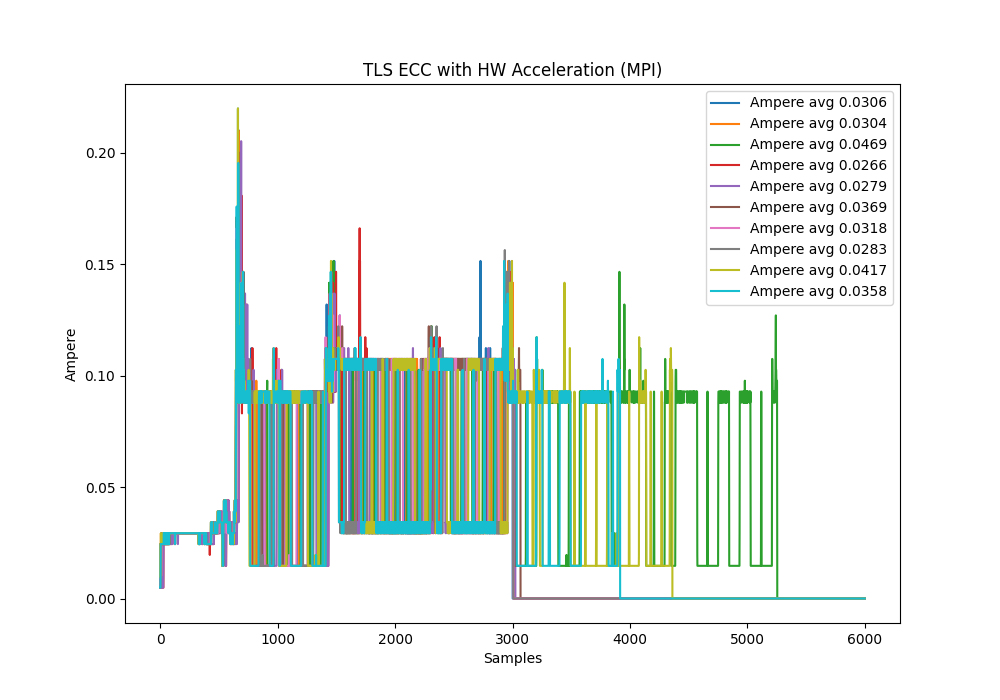 TLS ECC with HW Acceleration (MPI)
Ampere avg 0.0306
Ampere avg 0.0304
Ampere avg 0.0469
Ampere avg 0.0266
Ampere avg 0.0279
Ampere avg 0.0369
Ampere avg 0.0318
Ampere avg 0.0283
Ampere avg 0.0417
Ampere avg 0.0358
0.20
0.15
0.10
0.05
0.00
Ampere
0 1000 2000 3000 4000 5000 6000
Samples